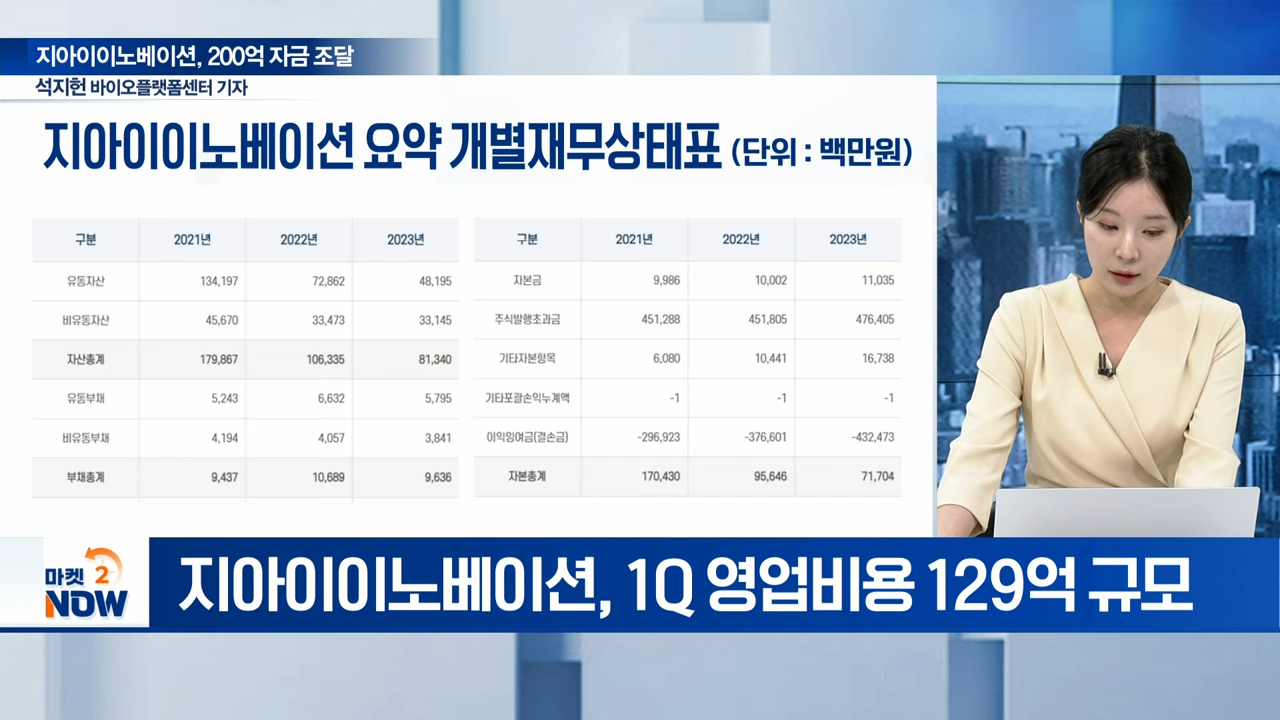 지아이이노베이션, 200억 자금 조달
석지헌 바이오플랫폼센터 기자
지아이이노베이션 요약 개별재무상태표 (단위 : 백만원)
구분 2021년 2022년 2023년
유동자산 134,197 72,862 48,195
비유동자산 45,670 33,473 33,145
자산총계 179,867 106,335 81,340
유동부채 5,243 6,632 5,795
비유동부채 4,194 4,057 3,841
부채총계 9,437 10,689 9,636
구분 2021년 2022년 2023년
자본금 9,986 10,002 11,035
주식발행초과금 451,288 451,805 476,405
기타자본항목 6,080 10,441 16,738
기타포괄손익누계액 -1 -1 -1
이익잉여금(결손금) -296,923 -376,601 -432,473
자본총계 170,430 95,646 71,704
마켓 2
NOW
지아이이노베이션, 1Q 영업비용 129억 규모